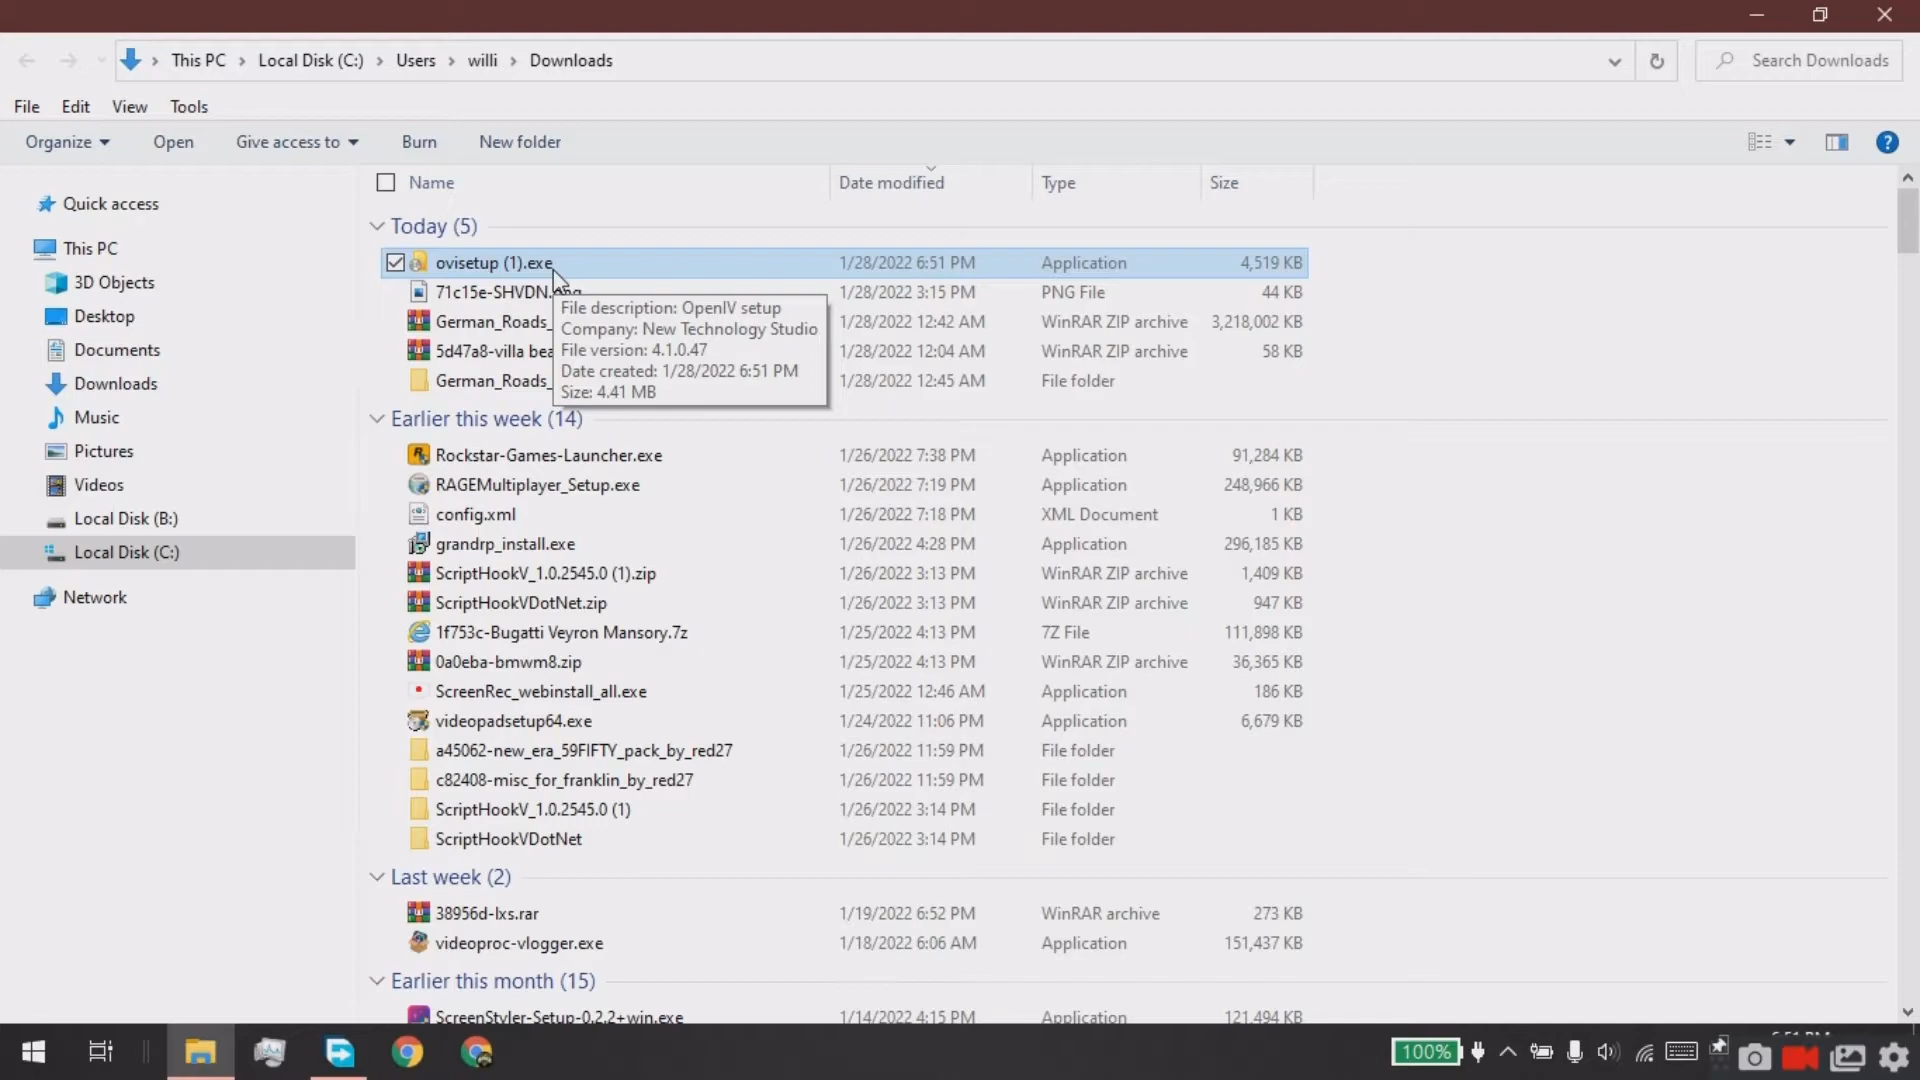 This PC > Local Disk (C:) > Users > willi > Downloads
Search Downloads
File Edit View Tools
Organize Open Give access to Burn New folder
Name Date modified Type Size
Quick access
This PC
3D Objects
Desktop
Documents
Downloads
Music
Pictures
Videos
Local Disk (B:)
Local Disk (C:)
Network
Today (5)
ovisetup (1).exe 1/28/2022 6:51 PM Application 4,519 KB
71c15e-SHVDN. 1/28/2022 3:15 PM PNG File 44 KB
German_Roads_ 1/28/2022 12:42 AM WinRAR ZIP archive 3,218,002 KB
5d47a8-villa bea 1/28/2022 12:04 AM WinRAR ZIP archive 58 KB
German_Roads_ 1/28/2022 12:45 AM File folder
File description: OpenIV setup
Company: New Technology Studio
File version: 4.1.0.47
Date created: 1/28/2022 6:51 PM
Size: 4.41 MB
Earlier this week (14)
Rockstar-Games-Launcher.exe 1/26/2022 7:38 PM Application 91,284 KB
RAGEMultiplayer_Setup.exe 1/26/2022 7:19 PM Application 248,966 KB
config.xml 1/26/2022 7:18 PM XML Document 1 KB
grandrp_install.exe 1/26/2022 4:28 PM Application 296,185 KB
ScriptHookV_1.0.2545.0 (1).zip 1/26/2022 3:13 PM WinRAR ZIP archive 1,409 KB
ScriptHookVDotNet.zip 1/26/2022 3:13 PM WinRAR ZIP archive 947 KB
1f753c-Bugatti Veyron Mansory.7z 1/25/2022 4:13 PM 7Z File 111,898 KB
0a0eba-bmwm8.zip 1/25/2022 4:13 PM WinRAR ZIP archive 36,365 KB
ScreenRec_webinstall_all.exe 1/25/2022 12:46 AM Application 186 KB
videopadsetup64.exe 1/24/2022 11:06 PM Application 6,679 KB
a45062-new_era_59FIFTY_pack_by_red27 1/26/2022 11:59 PM File folder
c82408-misc_for_franklin_by_red27 1/26/2022 11:59 PM File folder
ScriptHookV_1.0.2545.0 (1) 1/26/2022 3:14 PM File folder
ScriptHookVDotNet 1/26/2022 3:14 PM File folder
Last week (2)
38956d-lxs.rar 1/19/2022 6:52 PM WinRAR archive 273 KB
videoproc-vlogger.exe 1/18/2022 6:06 AM Application 151,437 KB
Earlier this month (15)
ScreenStyler-Setup-0.2.2+win.exe 1/14/2022 4:15 PM Application 121,494 KB
100%